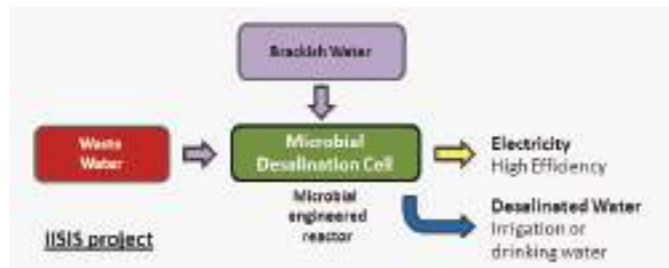 Brackish Water
Waste
Water
Microbial
Desalination Cell
Electricity
High Efficiency
Microbial
engineered
reactor
Desalinated Water
Irrigation or
drinking water
IISIS project